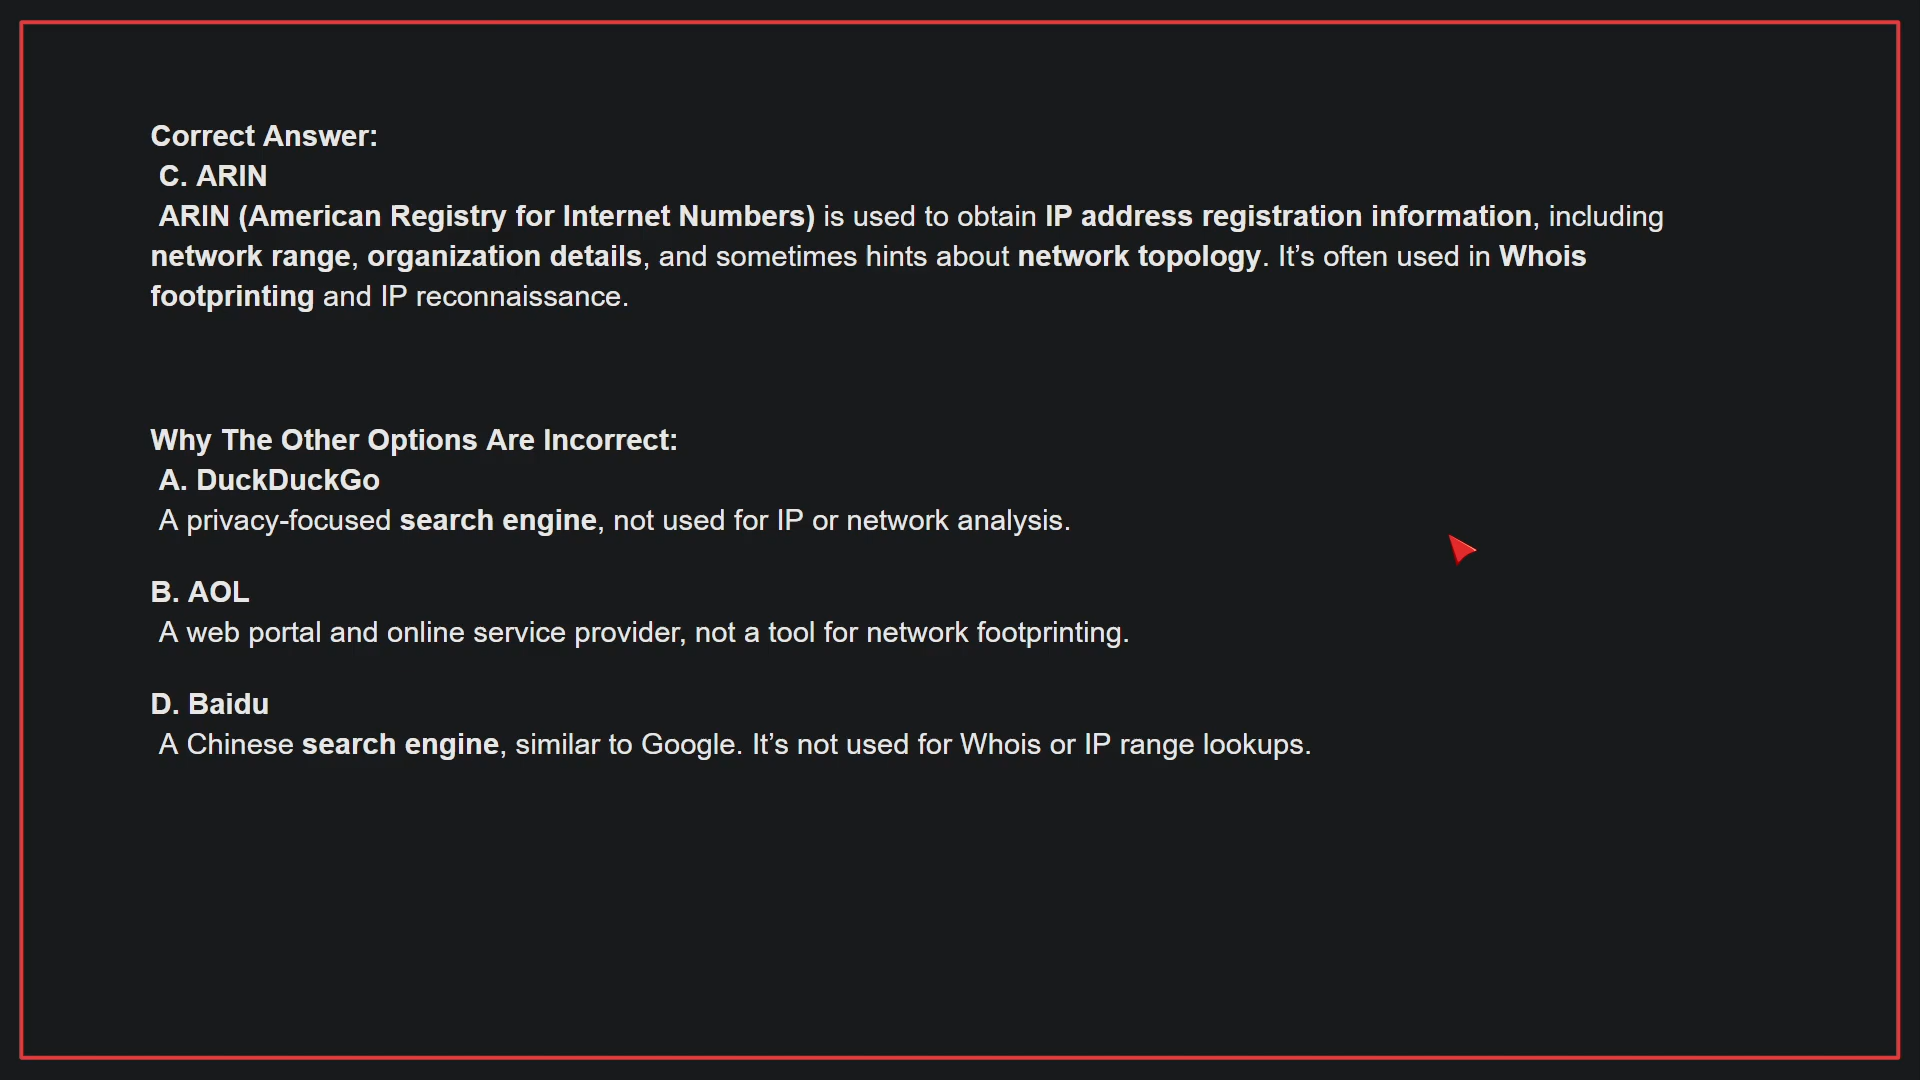 Correct Answer:
C. ARIN
ARIN (American Registry for Internet Numbers) is used to obtain IP address registration information, including
network range, organization details, and sometimes hints about network topology. It’s often used in Whois
footprinting and IP reconnaissance.
Why The Other Options Are Incorrect:
A. DuckDuckGo
A privacy-focused search engine, not used for IP or network analysis.
B. AOL
A web portal and online service provider, not a tool for network footprinting.
D. Baidu
A Chinese search engine, similar to Google. It’s not used for Whois or IP range lookups.